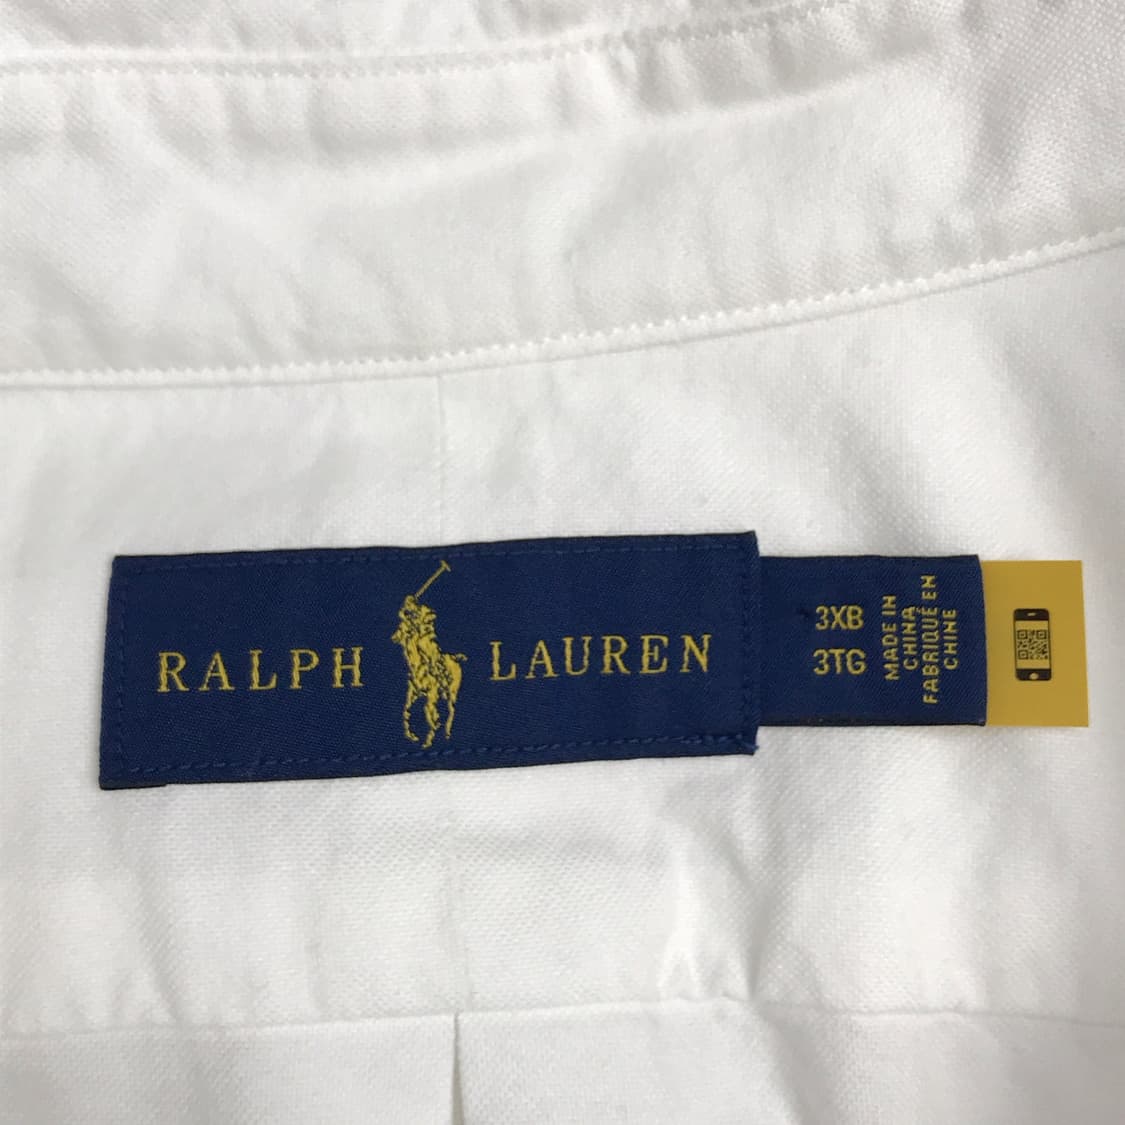 RALPH LAUREN
3XB
3TG
MADE IN
CHINA
FABRIQUÉ EN
CHINE